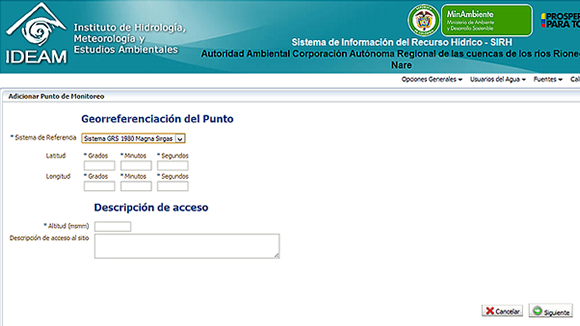 IDEAM
Instituto de Hidrología,
Meteorología y
Estudios Ambientales
MinAmbiente
Ministerio de Ambiente
y Desarrollo Sostenible
PROSPE
PARA TO
Sistema de Información del Recurso Hídrico - SIRH
Autoridad Ambiental Corporación Autónoma Regional de las cuencas de los ríos Rione
Nare
Opciones Generales Usuarios del Agua Fuentes Cal
Adicionar Punto de Monitoreo
Georreferenciación del Punto
* Sistema de Referencia Sistema GRS 1980 Magna Sirgas
Latitud * Grados * Minutos * Segundos
Longitud * Grados * Minutos * Segundos
Descripción de acceso
* Altitud (msmm)
Descripción de acceso al sitio
Cancelar Siguiente